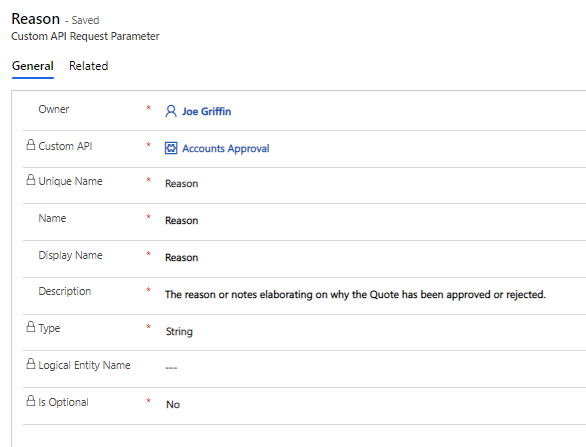 Reason - Saved
Custom API Request Parameter
General Related
Owner * Joe Griffin
Custom API * Accounts Approval
Unique Name * Reason
Name * Reason
Display Name * Reason
Description * The reason or notes elaborating on why the Quote has been approved or rejected.
Type * String
Logical Entity Name ---
Is Optional * No